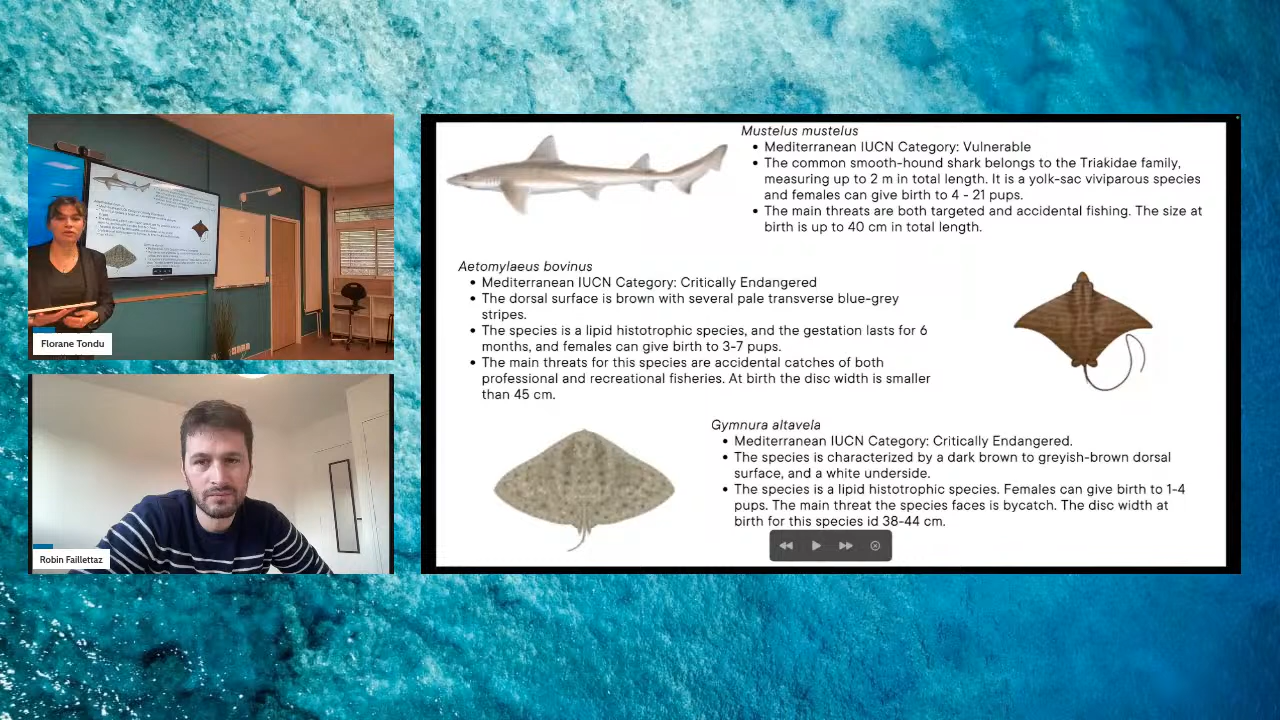 Mustelus mustelus
• Mediterranean IUCN Category: Vulnerable
• The common smooth-hound shark belongs to the Triakidae family,
measuring up to 2 m in total length. It is a yolk-sac viviparous species
and females can give birth to 4 - 21 pups.
• The main threats are both targeted and accidental fishing. The size at
birth is up to 40 cm in total length.
Aetomylaeus bovinus
• Mediterranean IUCN Category: Critically Endangered
• The dorsal surface is brown with several pale transverse blue-grey
stripes.
• The species is a lipid histotrophic species, and the gestation lasts for 6
months, and females can give birth to 3-7 pups.
• The main threats for this species are accidental catches of both
professional and recreational fisheries. At birth the disc width is smaller
than 45 cm.
Gymnura altavela
• Mediterranean IUCN Category: Critically Endangered.
• The species is characterized by a dark brown to greyish-brown dorsal
surface, and a white underside.
• The species is a lipid histotrophic species. Females can give birth to 1-4
pups. The main threat the species faces is bycatch. The disc width at
birth for this species id 38-44 cm.
Florane Tondu
Robin Faillettaz